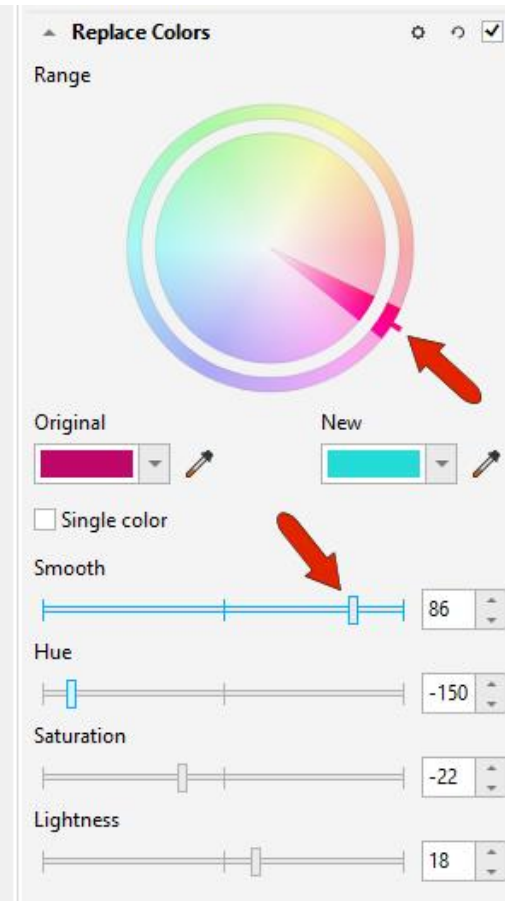 Replace Colors
Range
Original New
Single color
Smooth
86
Hue
-150
Saturation
-22
Lightness
18